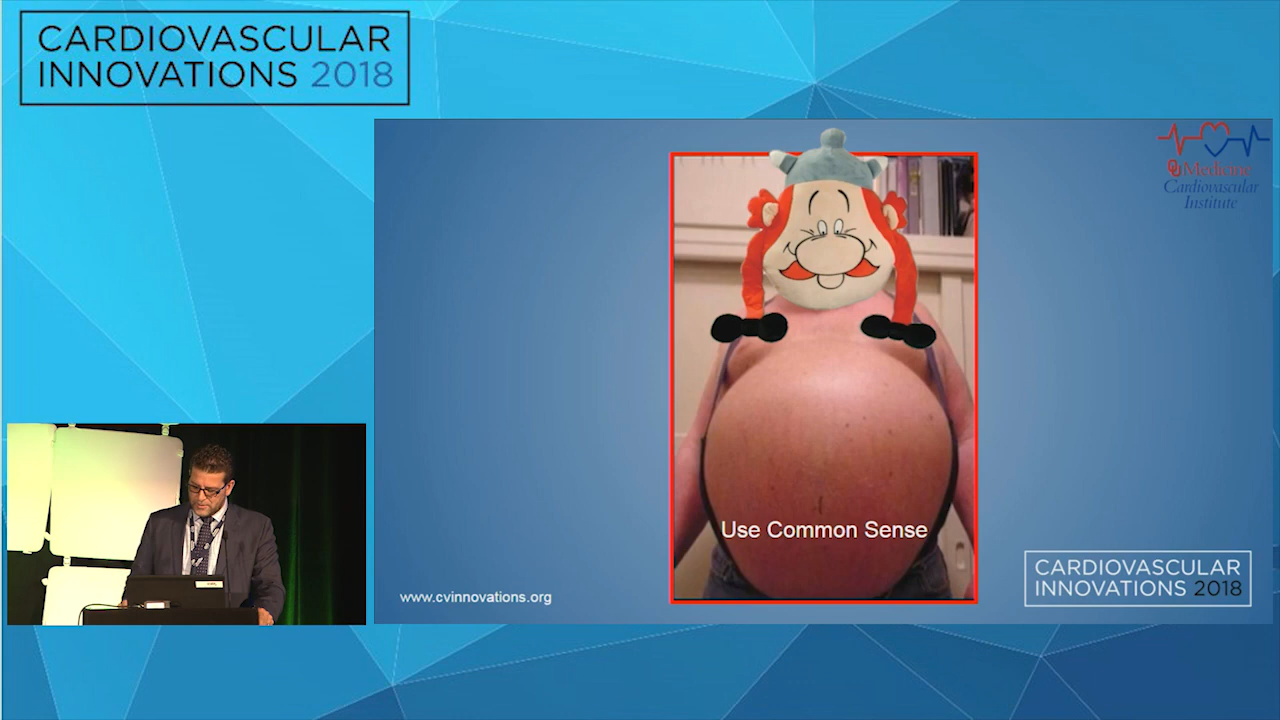 CARDIOVASCULAR
INNOVATIONS 2018
OU Medicine
Cardiovascular
Institute
Use Common Sense
www.cvinnovations.org
CARDIOVASCULAR
INNOVATIONS 2018